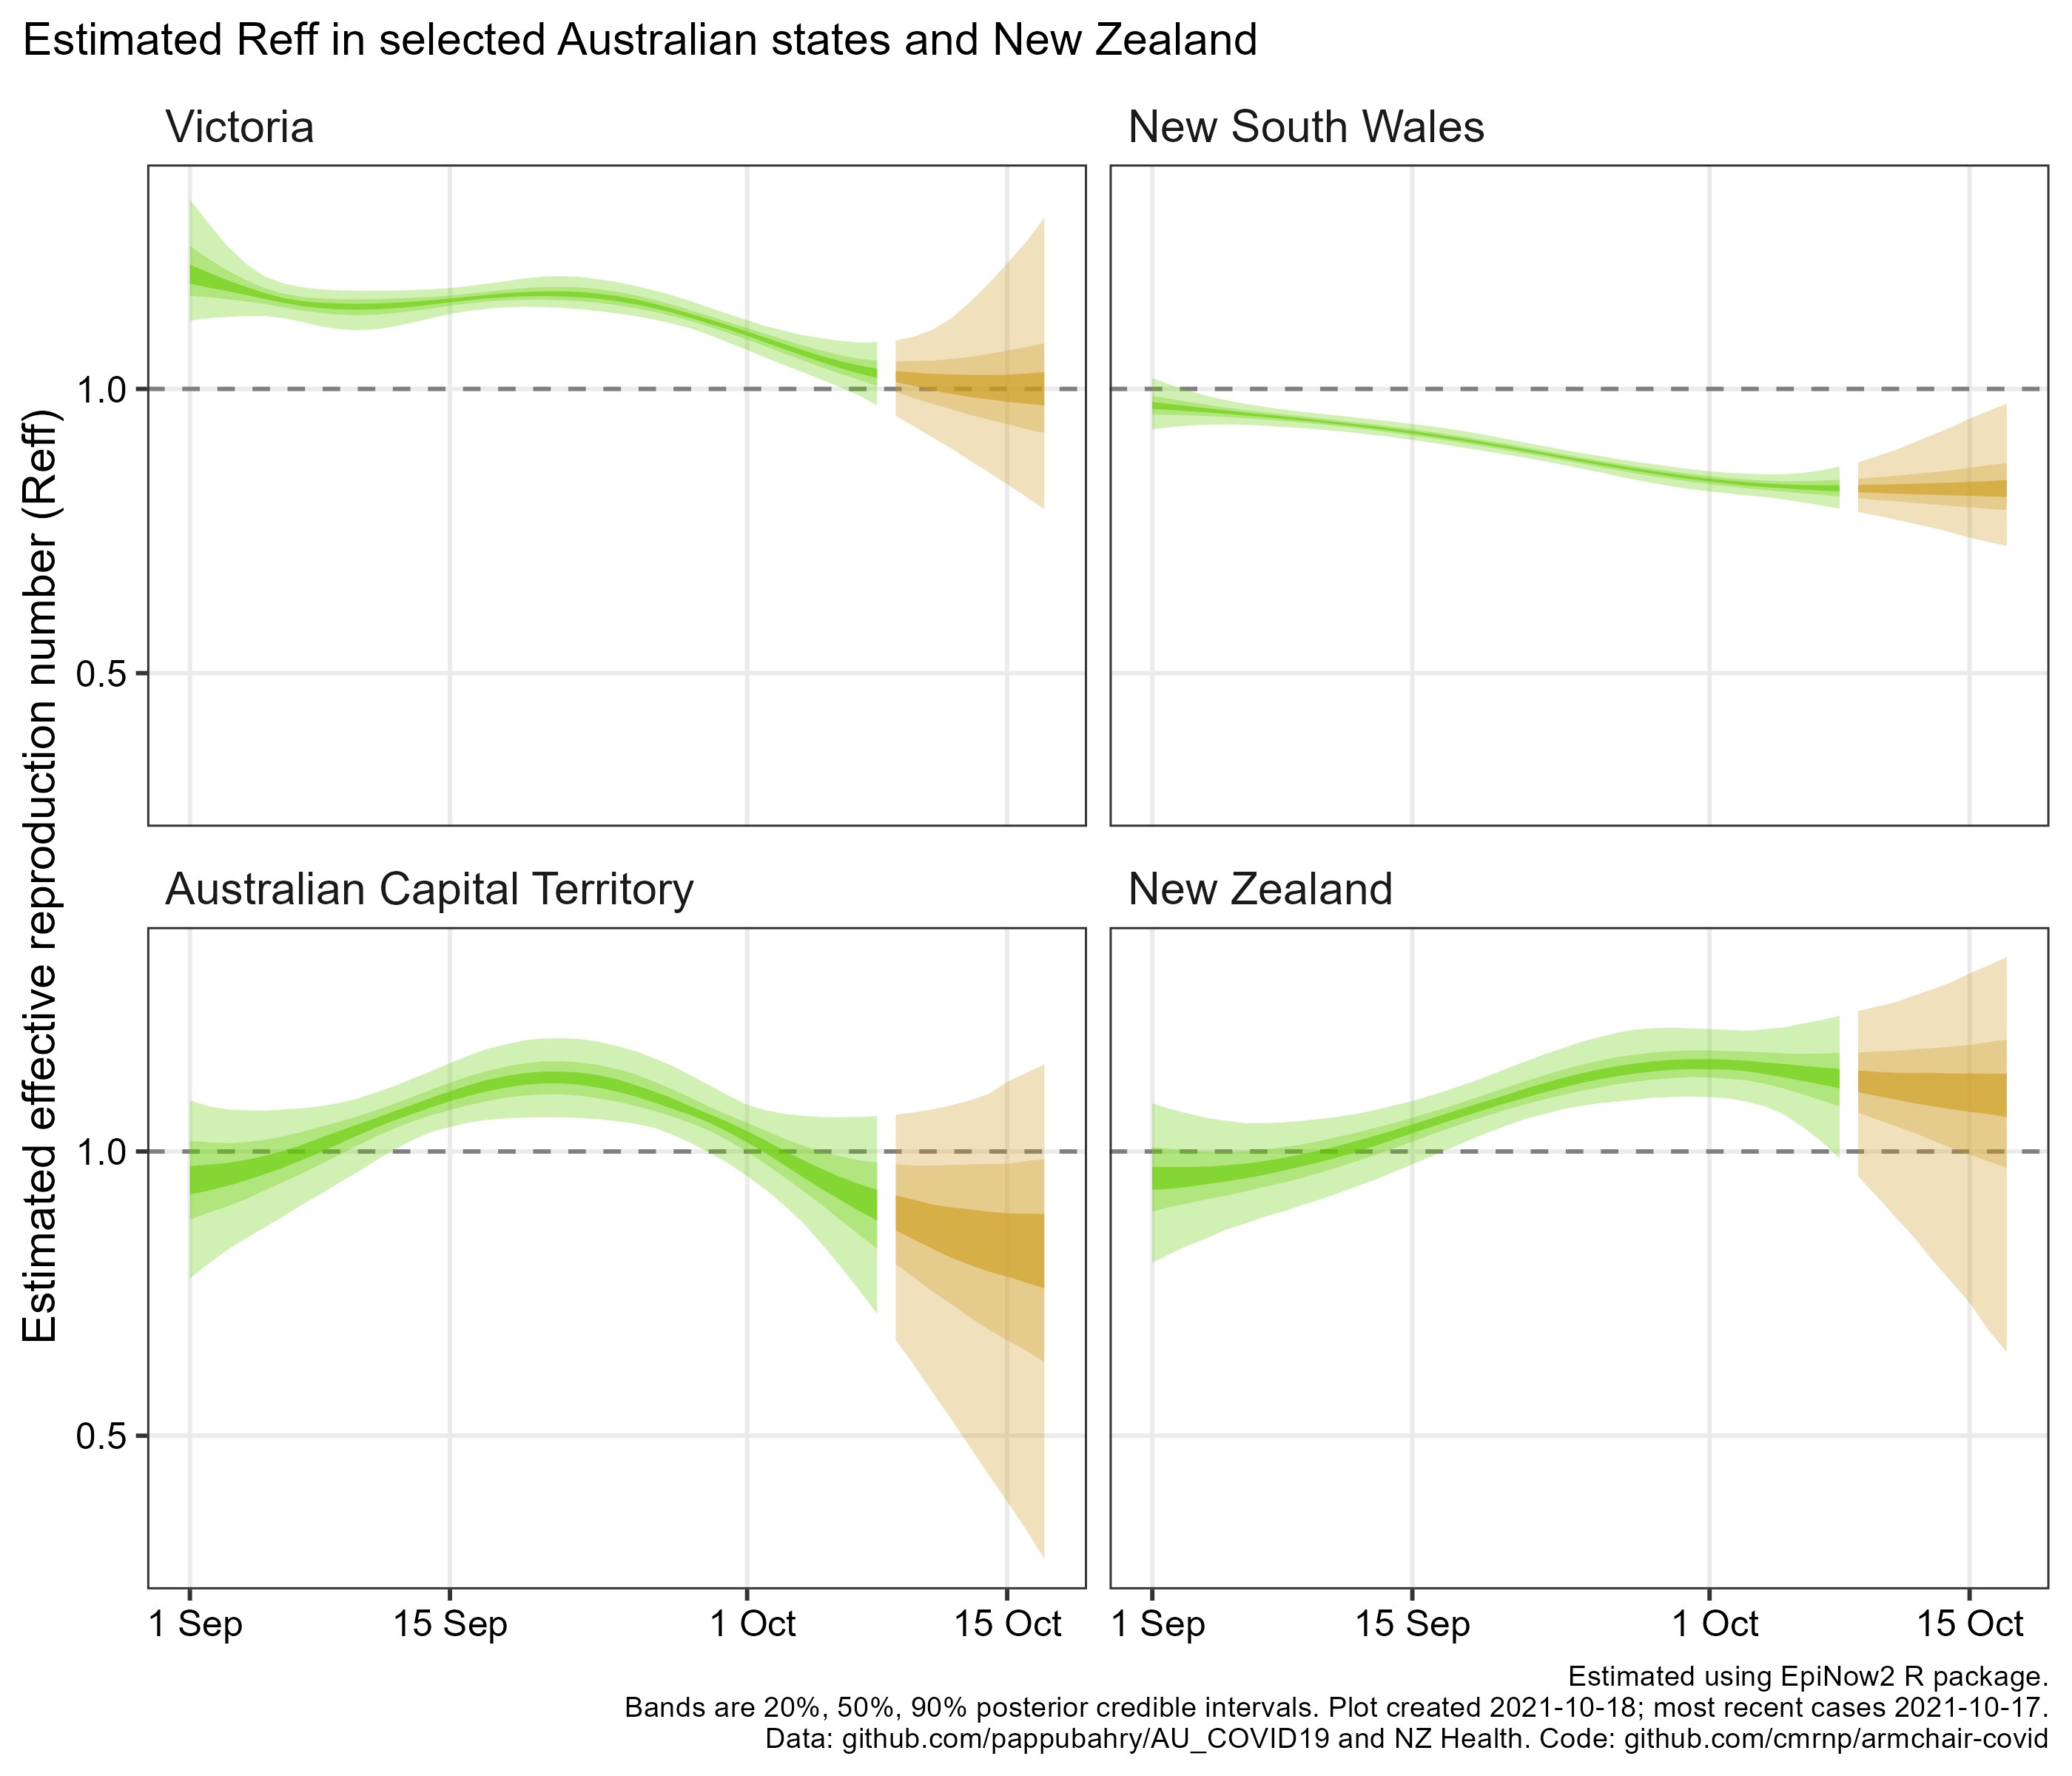 Estimated Reff in selected Australian states and New Zealand
Victoria
New South Wales
Estimated effective reproduction number (Reff)
1.0
0.5
Australian Capital Territory
New Zealand
1.0
0.5
1 Sep
15 Sep
1 Oct
15 Oct
1 Sep
15 Sep
1 Oct
15 Oct
Estimated using EpiNow2 R package.
Bands are 20%, 50%, 90% posterior credible intervals. Plot created 2021-10-18; most recent cases 2021-10-17.
Data: github.com/pappubahry/AU_COVID19 and NZ Health. Code: github.com/cmrnp/armchair-covid